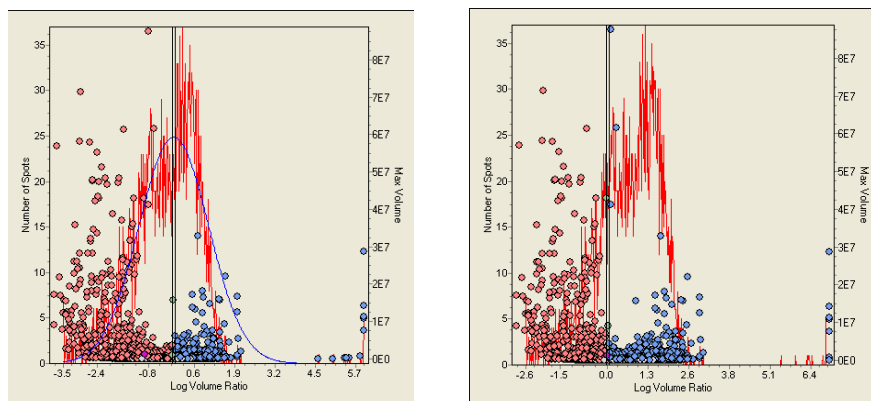 35
30
25
20
15
10
5
0
Number of Spots
8E7
7E7
6E7
5E7
4E7
3E7
2E7
1E7
0E0
Max Volume
-3.5 -2.4 -0.8 0.6 1.9 3.2 4.5 5.7
Log Volume Ratio
35
30
25
20
15
10
5
0
Number of Spots
8E7
7E7
6E7
5E7
4E7
3E7
2E7
1E7
0E0
Max Volume
-2.6 -1.5 0.0 1.3 2.6 3.9 5.1 6.4
Log Volume Ratio